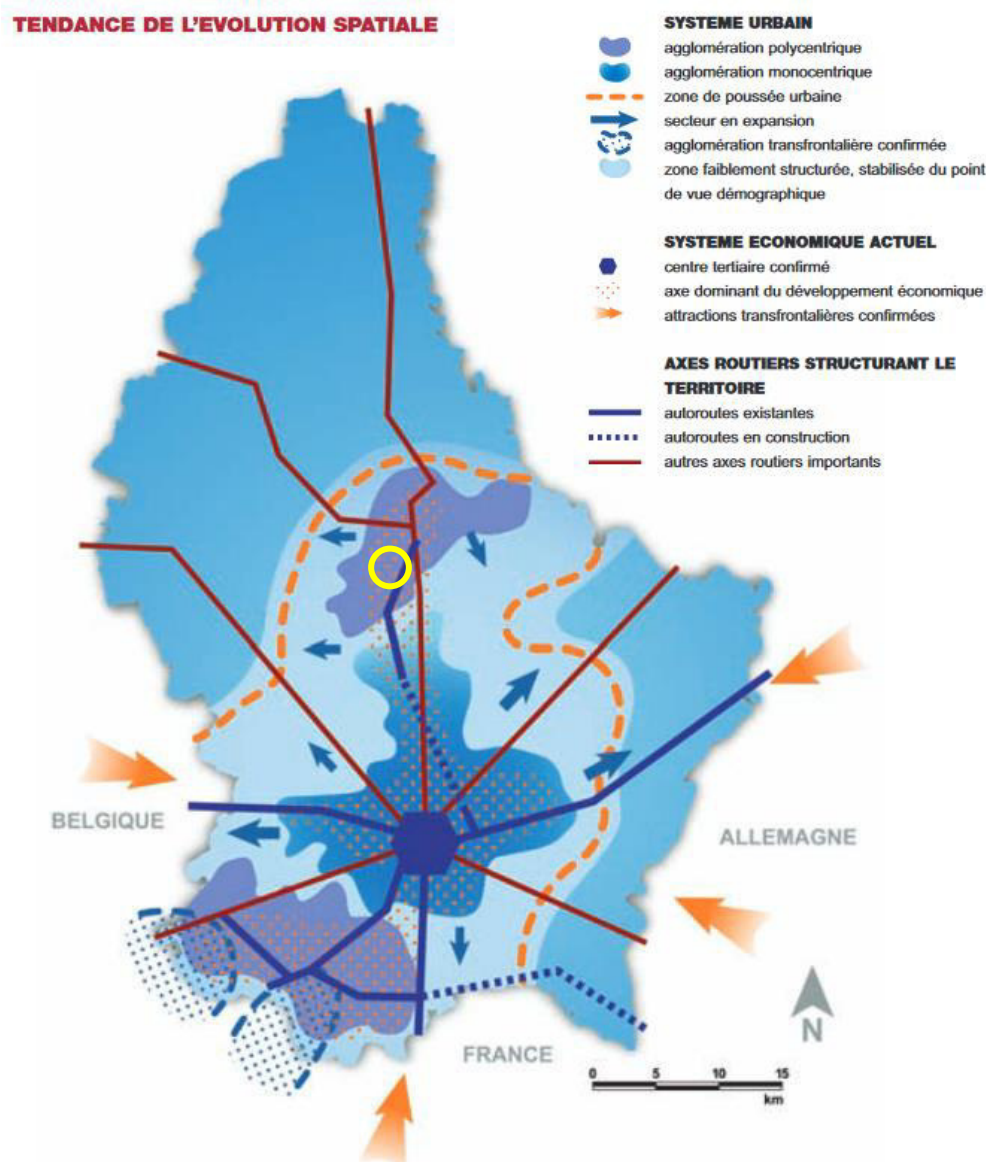 TENDANCE DE L'EVOLUTION SPATIALE
SYSTEME URBAIN
agglomération polycentrique
agglomération monocentrique
zone de poussée urbaine
secteur en expansion
agglomération transfrontalière confirmée
zone faiblement structurée, stabilisée du point
de vue démographique
SYSTEME ECONOMIQUE ACTUEL
centre tertiaire confirmé
axe dominant du développement économique
attractions transfrontalières confirmées
AXES ROUTIERS STRUCTURANT LE
TERRITOIRE
autoroutes existantes
autoroutes en construction
autres axes routiers importants
BELGIQUE
ALLEMAGNE
FRANCE
N
0 5 10 15
km